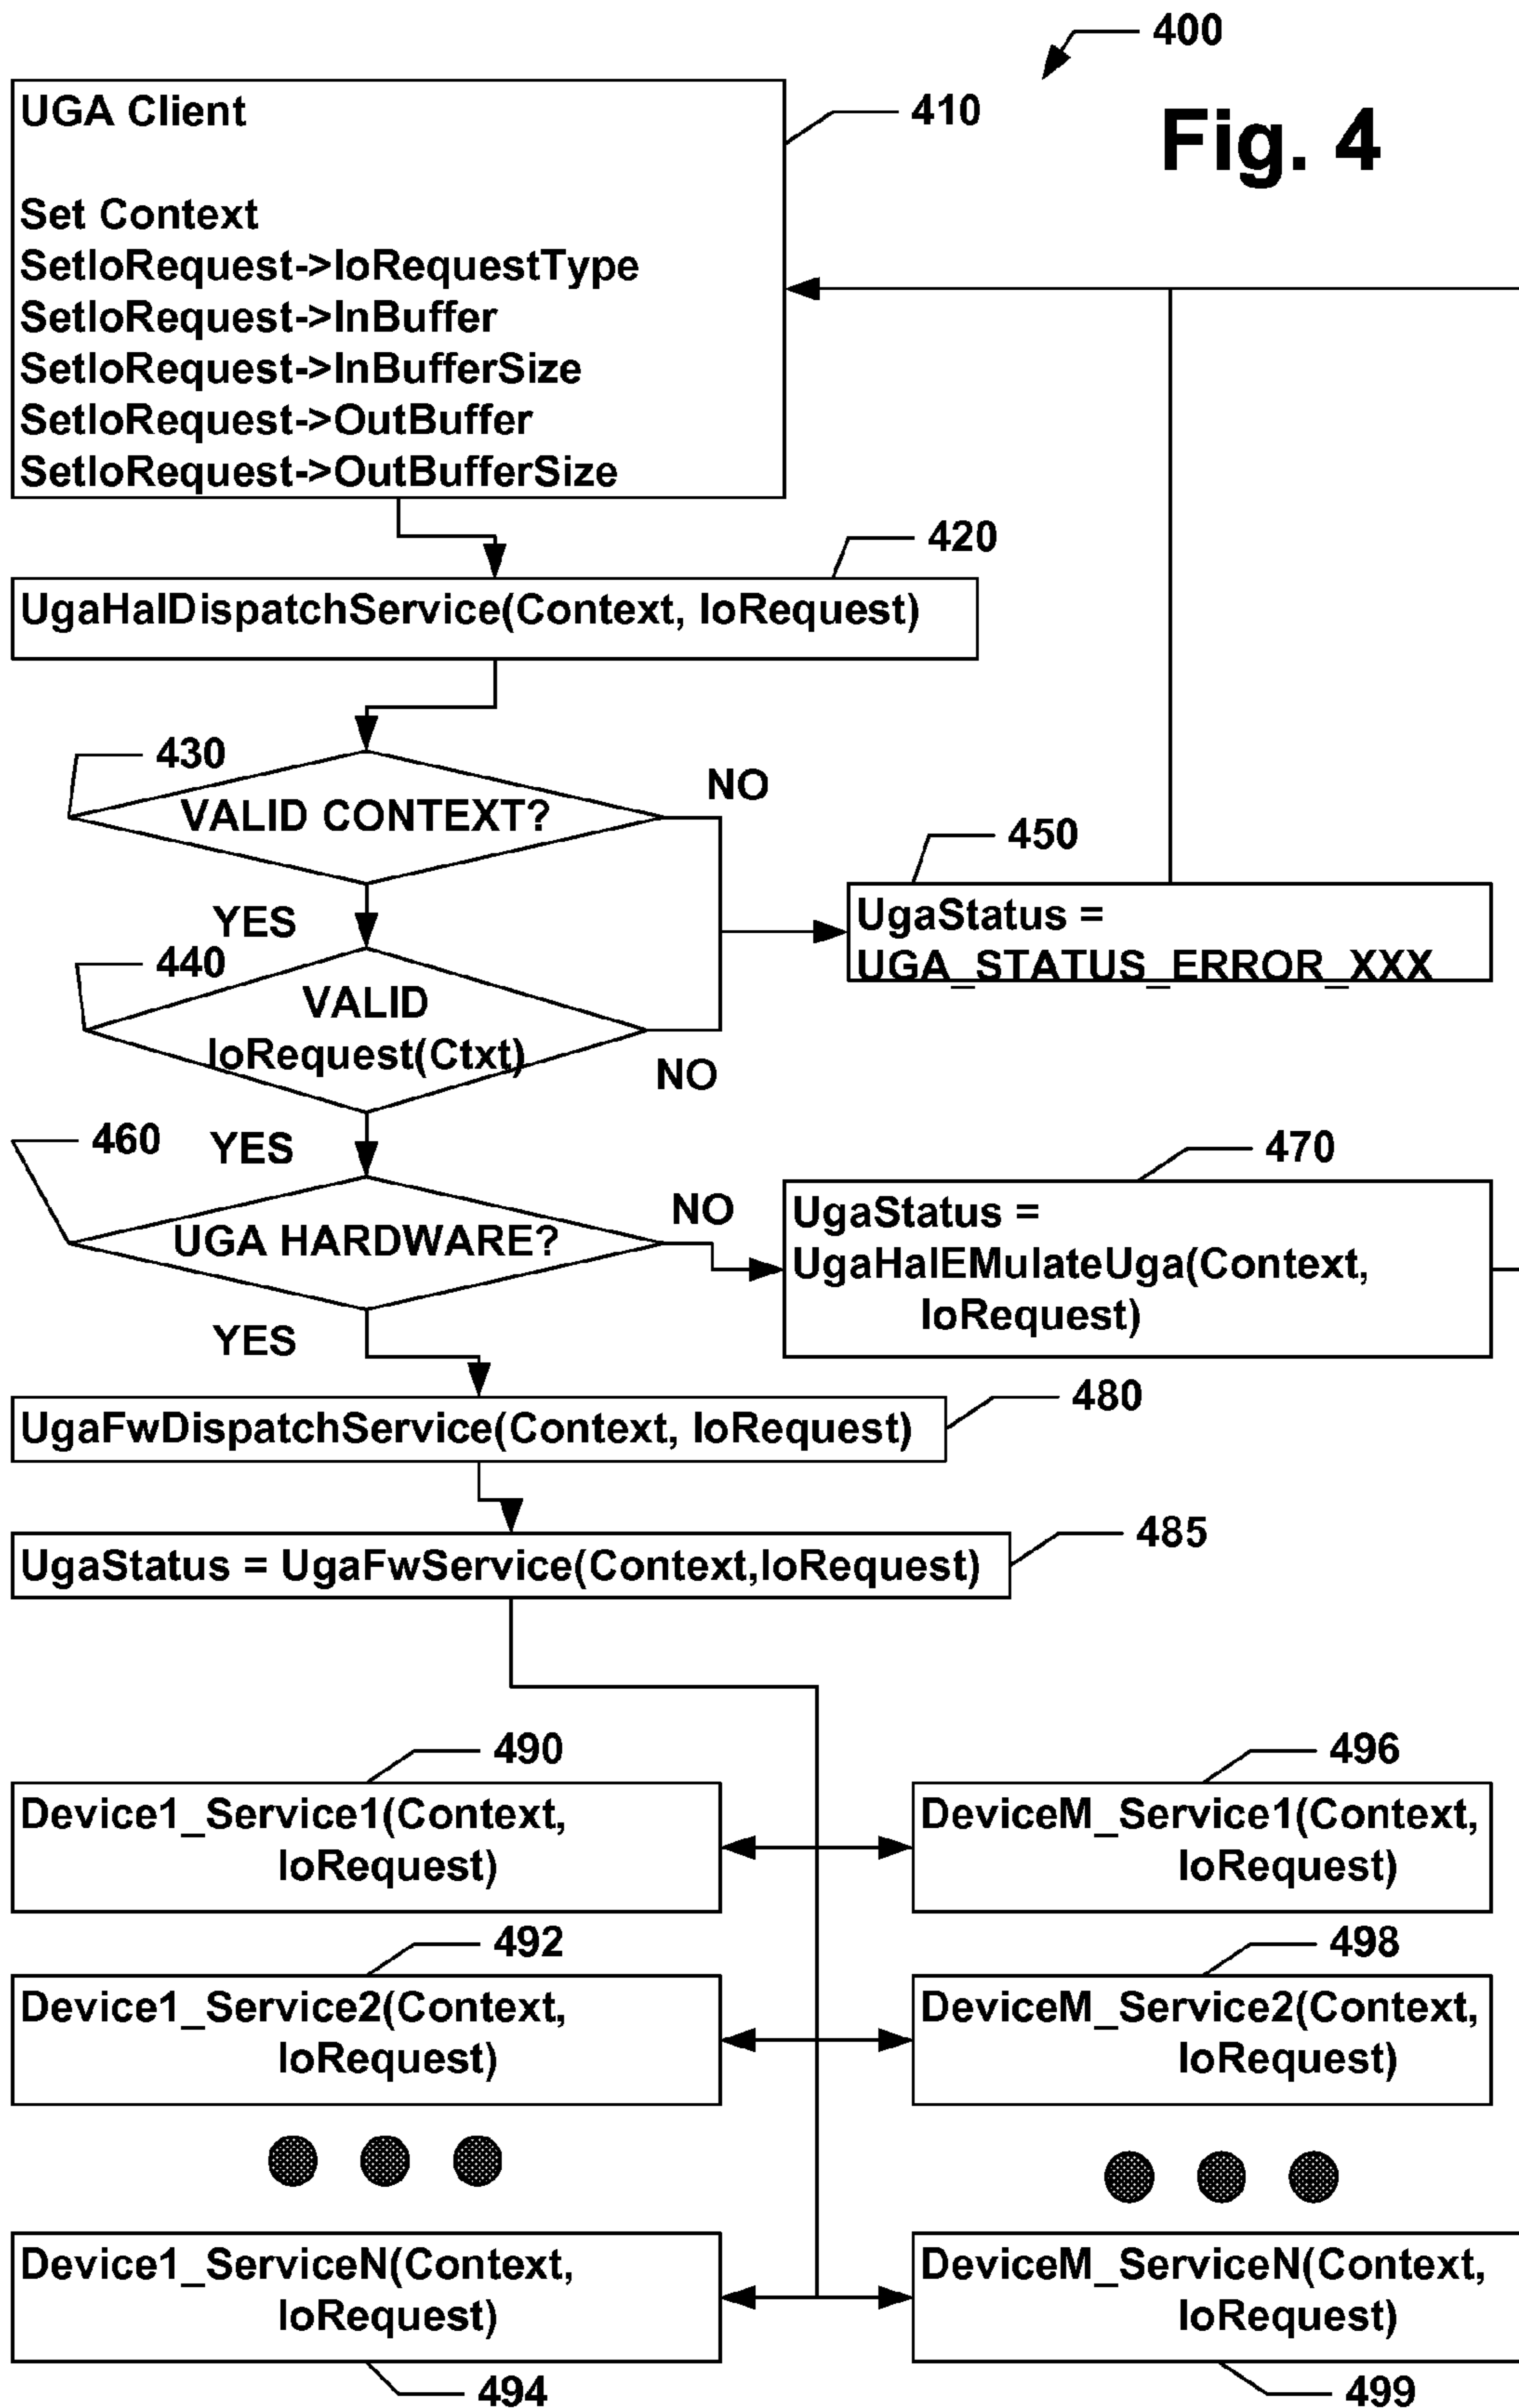 400
Fig. 4
410
UGA Client
Set Context
SetIoRequest->IoRequestType
SetIoRequest->InBuffer
SetIoRequest->InBufferSize
SetIoRequest->OutBuffer
SetIoRequest->OutBufferSize
420
UgaHalDispatchService(Context, IoRequest)
430
VALID CONTEXT?
NO
YES
450
UgaStatus =
UGA_STATUS_ERROR_XXX
440
VALID
IoRequest(Ctxt)
NO
YES
460
UGA HARDWARE?
NO
YES
470
UgaStatus =
UgaHalEMulateUga(Context,
IoRequest)
480
UgaFwDispatchService(Context, IoRequest)
485
UgaStatus = UgaFwService(Context,IoRequest)
490
Device1_Service1(Context,
IoRequest)
496
DeviceM_Service1(Context,
IoRequest)
492
Device1_Service2(Context,
IoRequest)
498
DeviceM_Service2(Context,
IoRequest)
Device1_ServiceN(Context,
IoRequest)
494
DeviceM_ServiceN(Context,
IoRequest)
499